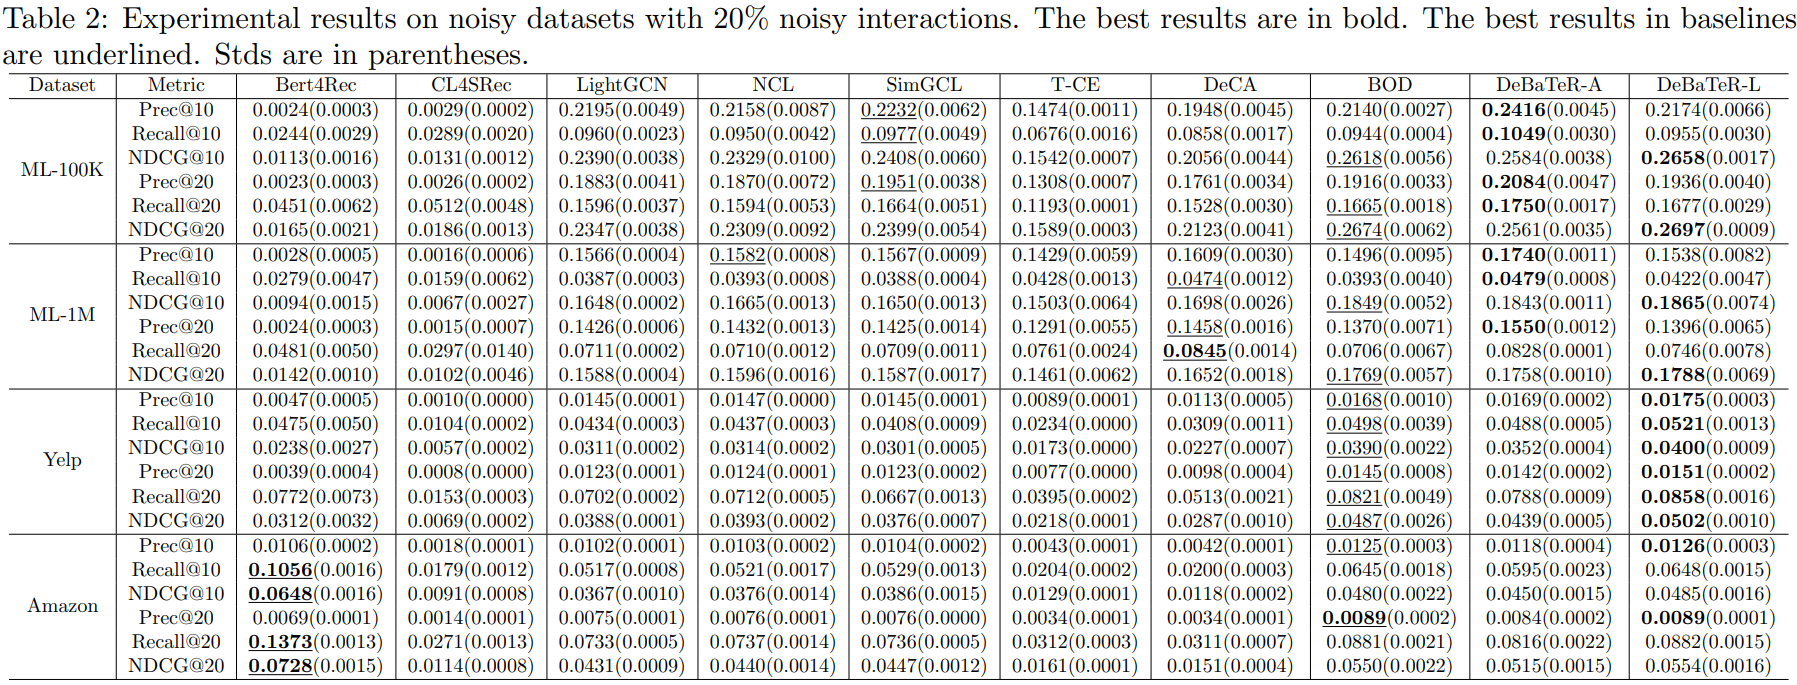 Table 2: Experimental results on noisy datasets with 20% noisy interactions. The best results are in bold. The best results in baselines
are underlined. Stds are in parentheses.
Dataset Metric Bert4Rec CL4SRec LightGCN NCL SimGCL T-CE DeCA BOD DeBaTeR-A DeBaTeR-L
Prec@10 0.0024(0.0003) 0.0029(0.0002) 0.2195(0.0049) 0.2158(0.0087) 0.2232(0.0062) 0.1474(0.0011) 0.1948(0.0045) 0.2140(0.0027) 0.2416(0.0045) 0.2174(0.0066)
Recall@10 0.0244(0.0029) 0.0289(0.0020) 0.0960(0.0023) 0.0950(0.0042) 0.0977(0.0049) 0.0676(0.0016) 0.0858(0.0017) 0.0944(0.0004) 0.1049(0.0030) 0.0955(0.0030)
NDCG@10 0.0113(0.0016) 0.0131(0.0012) 0.2390(0.0038) 0.2329(0.0100) 0.2408(0.0060) 0.1542(0.0007) 0.2056(0.0044) 0.2618(0.0056) 0.2584(0.0038) 0.2658(0.0017)
ML-100K
Prec@20 0.0023(0.0003) 0.0026(0.0002) 0.1883(0.0041) 0.1870(0.0072) 0.1951(0.0038) 0.1308(0.0007) 0.1761(0.0034) 0.1916(0.0033) 0.2084(0.0047) 0.1936(0.0040)
Recall@20 0.0451(0.0062) 0.0512(0.0048) 0.1596(0.0037) 0.1594(0.0053) 0.1664(0.0051) 0.1193(0.0001) 0.1528(0.0030) 0.1665(0.0018) 0.1750(0.0017) 0.1677(0.0029)
NDCG@20 0.0165(0.0021) 0.0186(0.0013) 0.2347(0.0038) 0.2309(0.0092) 0.2399(0.0054) 0.1589(0.0003) 0.2123(0.0041) 0.2674(0.0062) 0.2561(0.0035) 0.2697(0.0009)
Prec@10 0.0028(0.0005) 0.0016(0.0006) 0.1566(0.0004) 0.1582(0.0008) 0.1567(0.0009) 0.1429(0.0059) 0.1609(0.0030) 0.1496(0.0095) 0.1740(0.0011) 0.1538(0.0082)
Recall@10 0.0279(0.0047) 0.0159(0.0062) 0.0387(0.0003) 0.0393(0.0008) 0.0388(0.0004) 0.0428(0.0013) 0.0474(0.0012) 0.0393(0.0040) 0.0479(0.0008) 0.0422(0.0047)
NDCG@10 0.0094(0.0015) 0.0067(0.0027) 0.1648(0.0002) 0.1665(0.0013) 0.1650(0.0013) 0.1503(0.0064) 0.1698(0.0026) 0.1849(0.0052) 0.1843(0.0011) 0.1865(0.0074)
ML-1M
Prec@20 0.0024(0.0003) 0.0015(0.0007) 0.1426(0.0006) 0.1432(0.0013) 0.1425(0.0014) 0.1291(0.0055) 0.1458(0.0016) 0.1370(0.0071) 0.1550(0.0012) 0.1396(0.0065)
Recall@20 0.0481(0.0050) 0.0297(0.0140) 0.0711(0.0002) 0.0710(0.0012) 0.0709(0.0011) 0.0761(0.0024) 0.0845(0.0014) 0.0706(0.0067) 0.0828(0.0001) 0.0746(0.0078)
NDCG@20 0.0142(0.0010) 0.0102(0.0046) 0.1588(0.0004) 0.1596(0.0016) 0.1587(0.0017) 0.1461(0.0062) 0.1652(0.0018) 0.1769(0.0057) 0.1758(0.0010) 0.1788(0.0069)
Prec@10 0.0047(0.0005) 0.0010(0.0000) 0.0145(0.0001) 0.0147(0.0000) 0.0145(0.0001) 0.0089(0.0001) 0.0113(0.0005) 0.0168(0.0010) 0.0169(0.0002) 0.0175(0.0003)
Recall@10 0.0475(0.0050) 0.0104(0.0002) 0.0434(0.0003) 0.0437(0.0003) 0.0408(0.0009) 0.0234(0.0000) 0.0309(0.0011) 0.0498(0.0039) 0.0488(0.0005) 0.0521(0.0013)
NDCG@10 0.0238(0.0027) 0.0057(0.0002) 0.0311(0.0002) 0.0314(0.0002) 0.0301(0.0005) 0.0173(0.0000) 0.0227(0.0007) 0.0390(0.0022) 0.0352(0.0004) 0.0400(0.0009)
Yelp
Prec@20 0.0039(0.0004) 0.0008(0.0000) 0.0123(0.0001) 0.0124(0.0001) 0.0123(0.0002) 0.0077(0.0000) 0.0098(0.0004) 0.0145(0.0008) 0.0142(0.0002) 0.0151(0.0002)
Recall@20 0.0772(0.0073) 0.0153(0.0003) 0.0702(0.0002) 0.0712(0.0005) 0.0667(0.0013) 0.0395(0.0002) 0.0513(0.0021) 0.0821(0.0049) 0.0788(0.0009) 0.0858(0.0016)
NDCG@20 0.0312(0.0032) 0.0069(0.0002) 0.0388(0.0001) 0.0393(0.0002) 0.0376(0.0007) 0.0218(0.0001) 0.0287(0.0010) 0.0487(0.0026) 0.0439(0.0005) 0.0502(0.0010)
Prec@10 0.0106(0.0002) 0.0018(0.0001) 0.0102(0.0001) 0.0103(0.0002) 0.0104(0.0002) 0.0043(0.0001) 0.0042(0.0001) 0.0125(0.0003) 0.0118(0.0004) 0.0126(0.0003)
Recall@10 0.1056(0.0016) 0.0179(0.0012) 0.0517(0.0008) 0.0521(0.0017) 0.0529(0.0013) 0.0204(0.0002) 0.0200(0.0003) 0.0645(0.0018) 0.0595(0.0023) 0.0648(0.0015)
NDCG@10 0.0648(0.0016) 0.0091(0.0008) 0.0367(0.0010) 0.0376(0.0014) 0.0386(0.0015) 0.0129(0.0001) 0.0118(0.0002) 0.0480(0.0022) 0.0450(0.0015) 0.0485(0.0016)
Amazon
Prec@20 0.0069(0.0001) 0.0014(0.0001) 0.0075(0.0001) 0.0076(0.0001) 0.0076(0.0000) 0.0034(0.0001) 0.0034(0.0001) 0.0089(0.0002) 0.0084(0.0002) 0.0089(0.0001)
Recall@20 0.1373(0.0013) 0.0271(0.0013) 0.0733(0.0005) 0.0737(0.0014) 0.0736(0.0005) 0.0312(0.0003) 0.0311(0.0007) 0.0881(0.0021) 0.0816(0.0022) 0.0882(0.0015)
NDCG@20 0.0728(0.0015) 0.0114(0.0008) 0.0431(0.0009) 0.0440(0.0014) 0.0447(0.0012) 0.0161(0.0001) 0.0151(0.0004) 0.0550(0.0022) 0.0515(0.0015) 0.0554(0.0016)